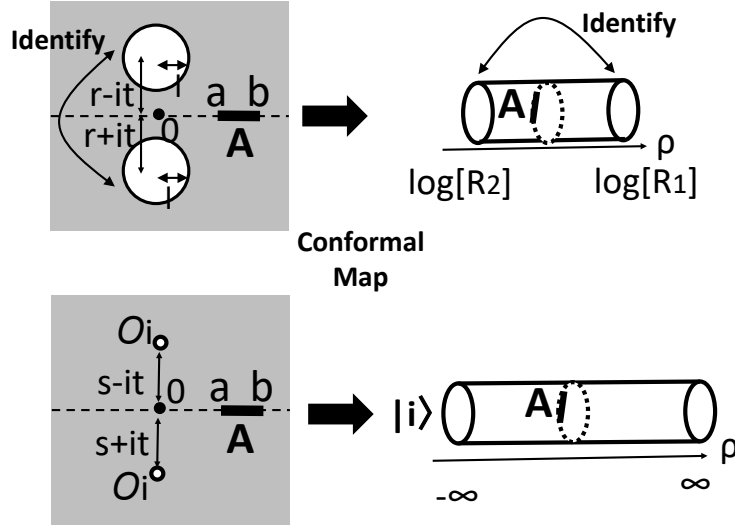 Identify
r-it
l
r+it
l
0
a b
A
Identify
A
ρ
log[R2]
log[R1]
Conformal
Map
Oi
s-it
0
a b
A
s+it
Oi
|i⟩
A
ρ
-∞
∞